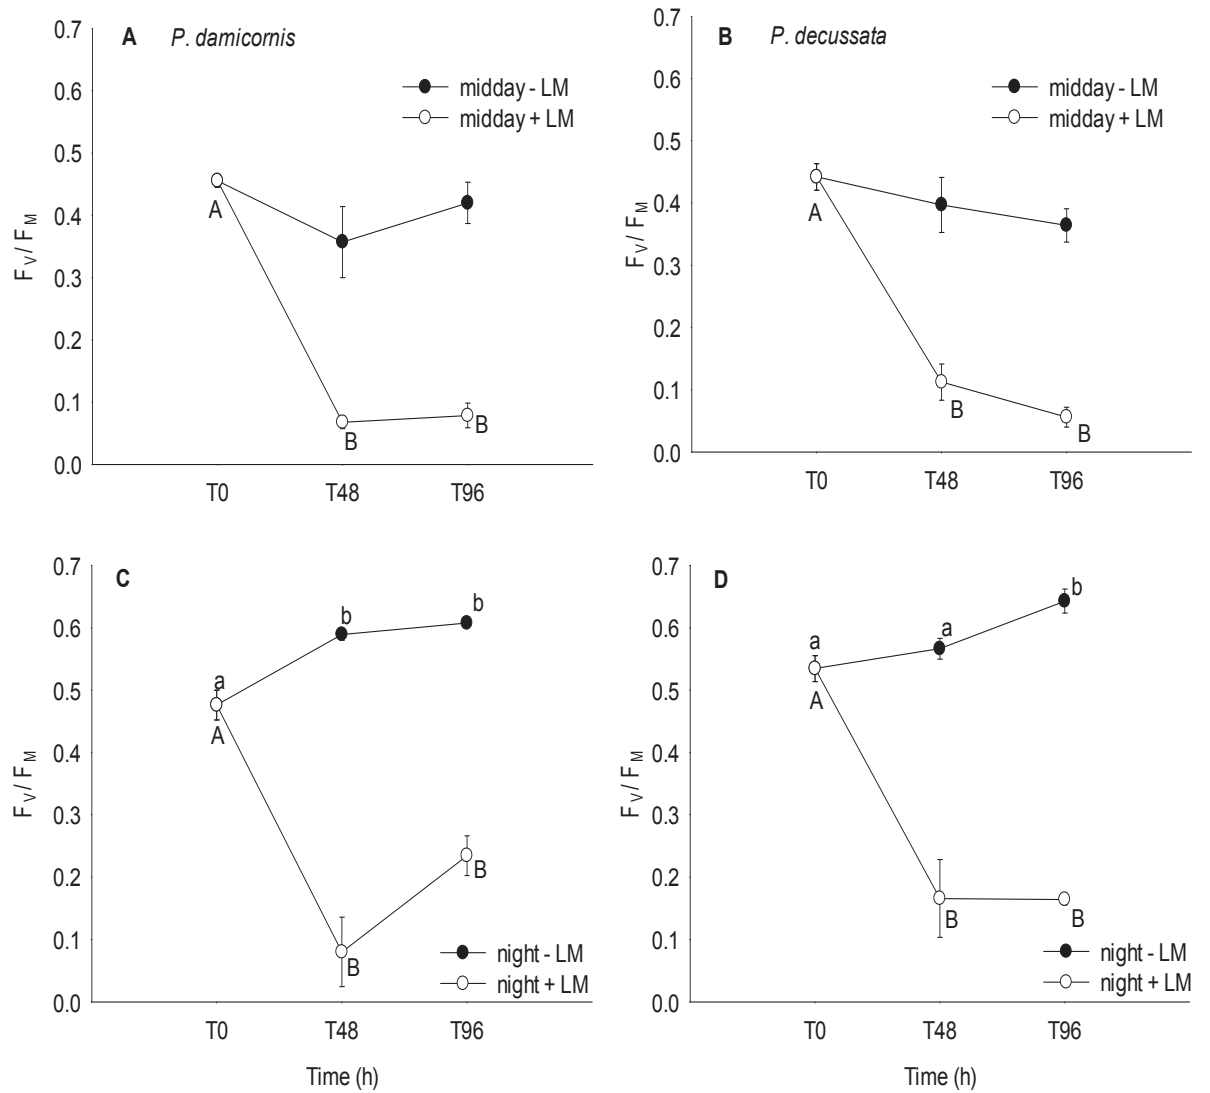 A P. damicornis
midday - LM
midday + LM
0.7
0.6
0.5
0.4
0.3
0.2
0.1
0.0
FV / FM
A
B
B
T0 T48 T96
B P. decussata
midday - LM
midday + LM
0.7
0.6
0.5
0.4
0.3
0.2
0.1
0.0
FV / FM
A
B
B
T0 T48 T96
C
0.7
0.6
0.5
0.4
0.3
0.2
0.1
0.0
FV / FM
a
b
b
A
B
B
night - LM
night + LM
T0 T48 T96
Time (h)
D
0.7
0.6
0.5
0.4
0.3
0.2
0.1
0.0
FV / FM
a
a
b
A
B
B
night - LM
night + LM
T0 T48 T96
Time (h)